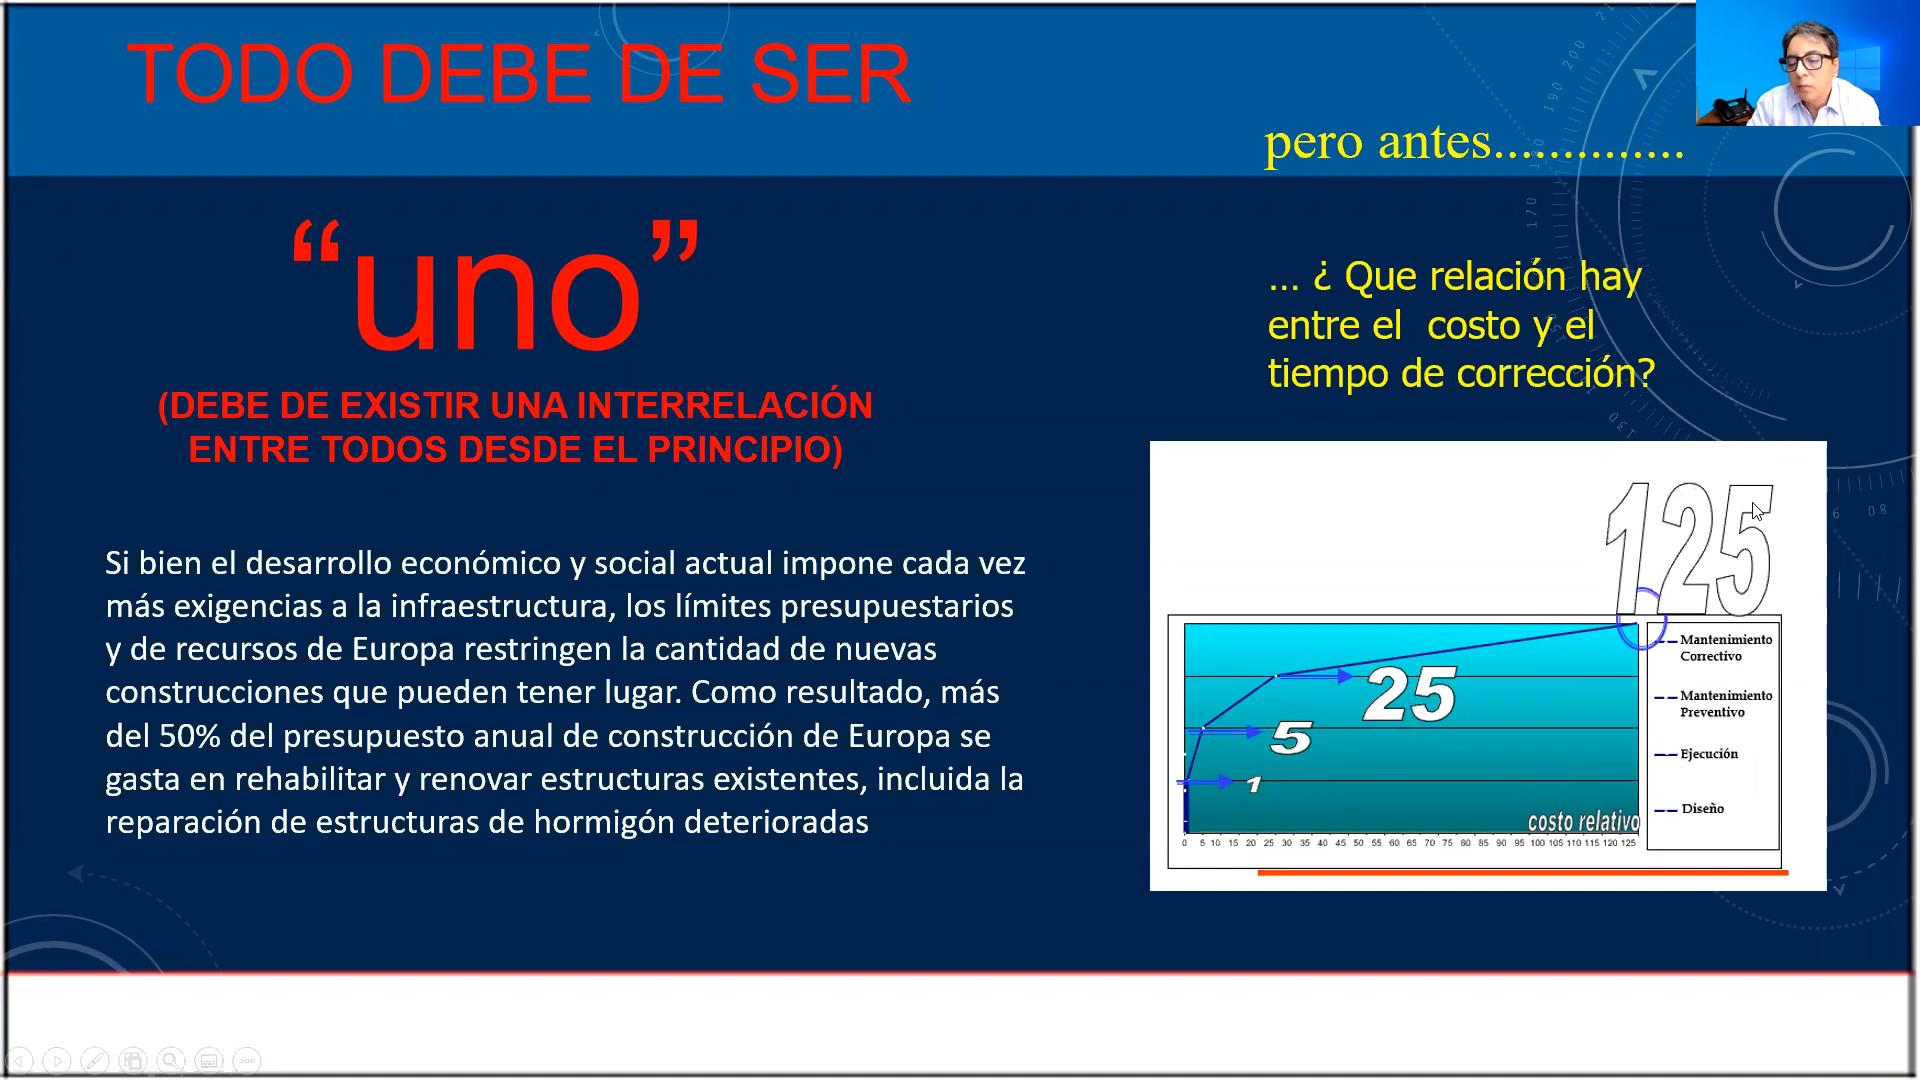 TODO DEBE DE SER
pero antes..............
“uno”
(DEBE DE EXISTIR UNA INTERRELACIÓN
ENTRE TODOS DESDE EL PRINCIPIO)
... ¿ Que relación hay
entre el costo y el
tiempo de corrección?
Si bien el desarrollo económico y social actual impone cada vez
más exigencias a la infraestructura, los límites presupuestarios
y de recursos de Europa restringen la cantidad de nuevas
construcciones que pueden tener lugar. Como resultado, más
del 50% del presupuesto anual de construcción de Europa se
gasta en rehabilitar y renovar estructuras existentes, incluida la
reparación de estructuras de hormigón deterioradas
125
25
5
1
Mantenimiento
Correctivo
Mantenimiento
Preventivo
Ejecución
Diseño
costo relativo
0 5 10 15 20 25 30 35 40 45 50 55 60 65 70 75 80 85 90 95 100 105 110 115 120 125
200
190
170
130
80